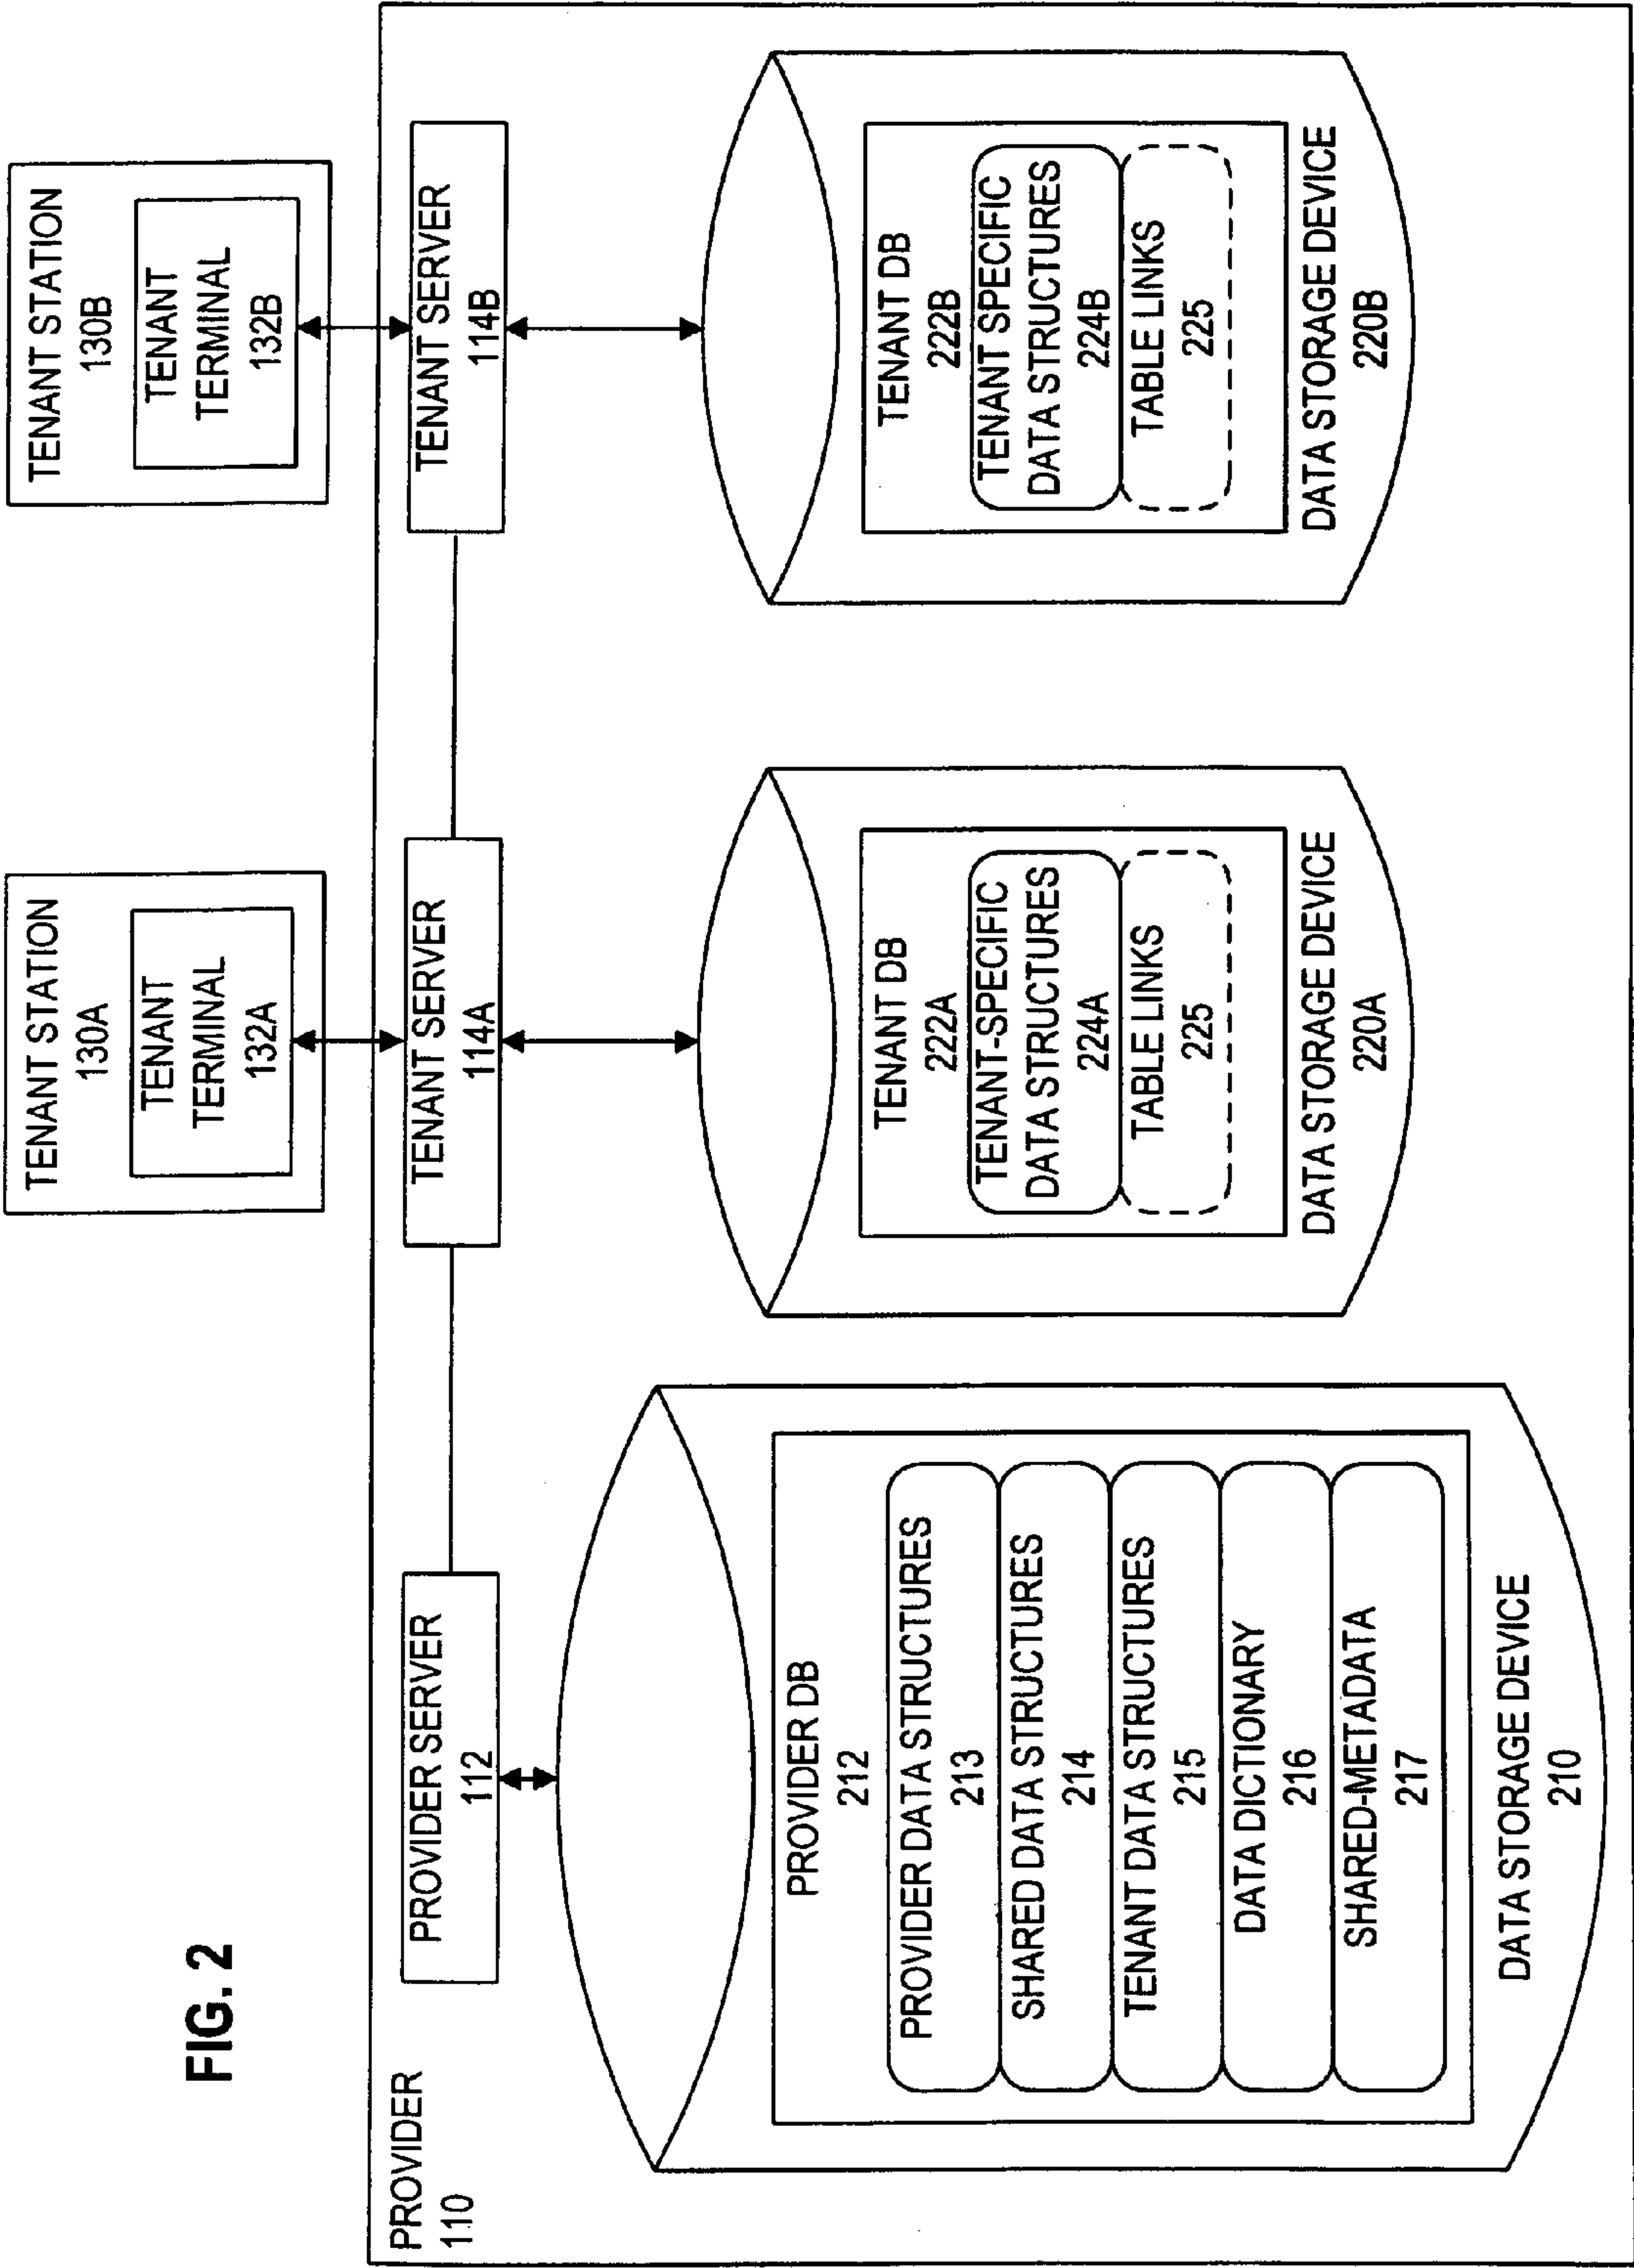 FIG. 2
TENANT STATION
130A
TENANT
TERMINAL
132A
TENANT STATION
130B
TENANT
TERMINAL
132B
PROVIDER
110
PROVIDER SERVER
112
TENANT SERVER
114A
TENANT SERVER
114B
PROVIDER DB
212
PROVIDER DATA STRUCTURES
213
SHARED DATA STRUCTURES
214
TENANT DATA STRUCTURES
215
DATA DICTIONARY
216
SHARED-METADATA
217
DATA STORAGE DEVICE
210
TENANT DB
222A
TENANT-SPECIFIC
DATA STRUCTURES
224A
TABLE LINKS
225
DATA STORAGE DEVICE
220A
TENANT DB
222B
TENANT SPECIFIC
DATA STRUCTURES
224B
TABLE LINKS
225
DATA STORAGE DEVICE
220B